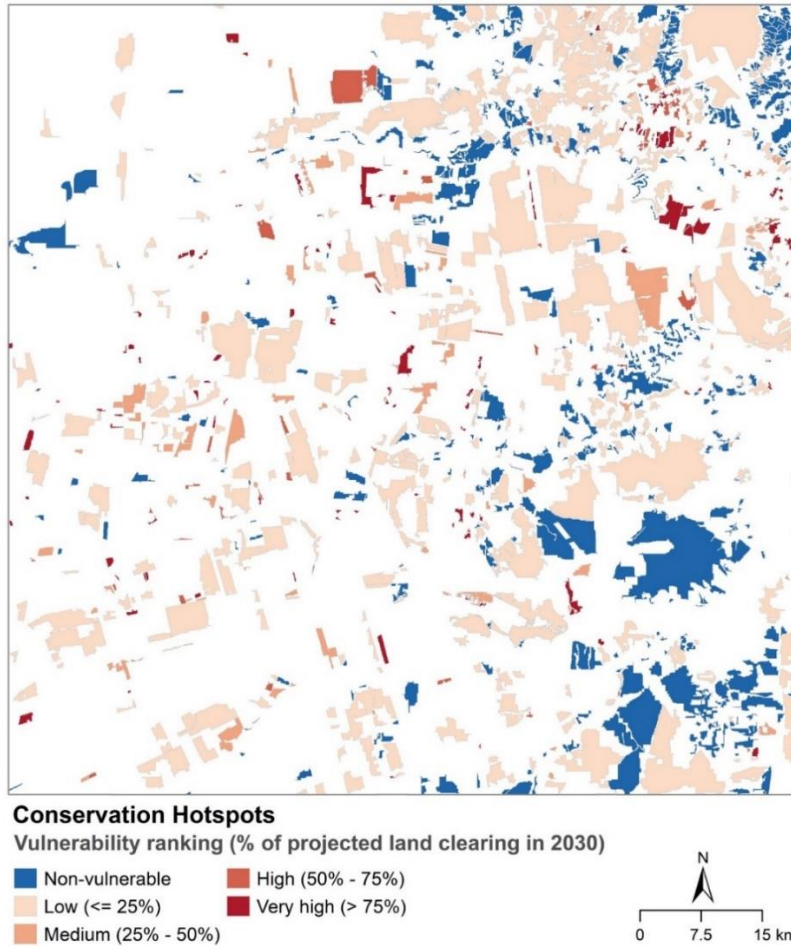 Conservation Hotspots
Vulnerability ranking (% of projected land clearing in 2030)
Non-vulnerable
Low (<= 25%)
Medium (25% - 50%)
High (50% - 75%)
Very high (> 75%)
N
0 7.5 15 km